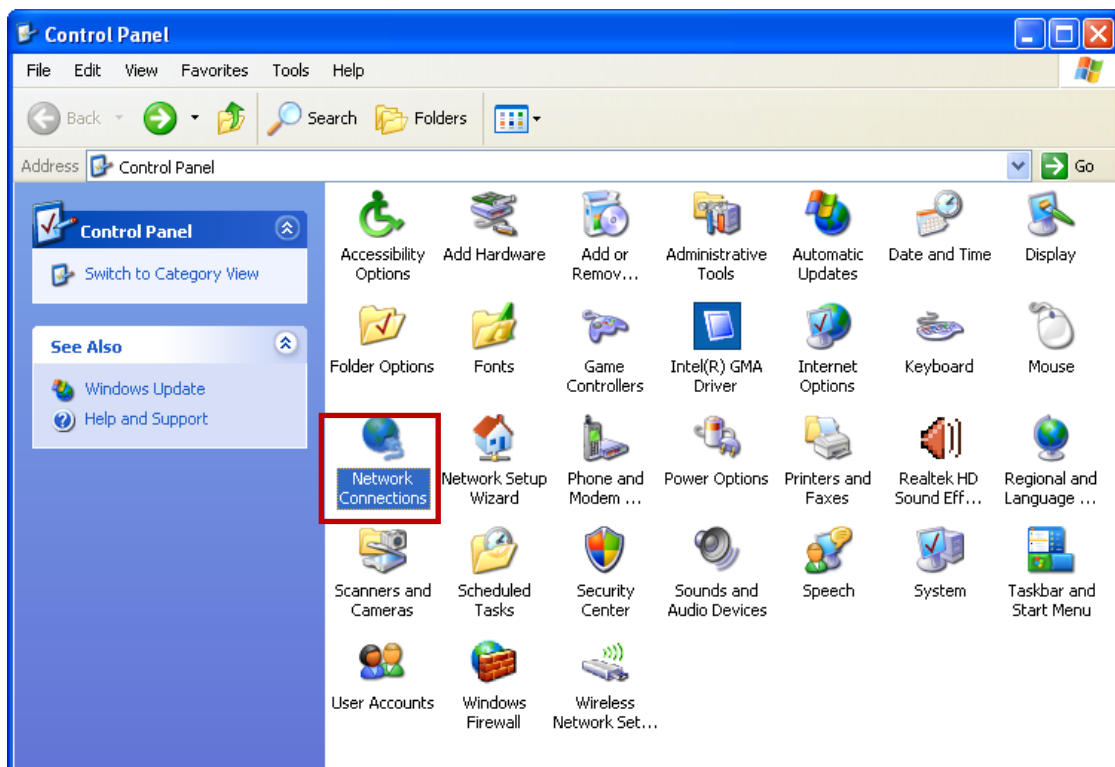 Control Panel
File Edit View Favorites Tools Help
Back Search Folders
Address Control Panel Go
Control Panel
Switch to Category View
See Also
Windows Update
Help and Support
Accessibility Options
Add Hardware
Add or Remov...
Administrative Tools
Automatic Updates
Date and Time
Display
Folder Options
Fonts
Game Controllers
Intel(R) GMA Driver
Internet Options
Keyboard
Mouse
Network Connections
Network Setup Wizard
Phone and Modem ...
Power Options
Printers and Faxes
Realtek HD Sound Eff...
Regional and Language ...
Scanners and Cameras
Scheduled Tasks
Security Center
Sounds and Audio Devices
Speech
System
Taskbar and Start Menu
User Accounts
Windows Firewall
Wireless Network Set...